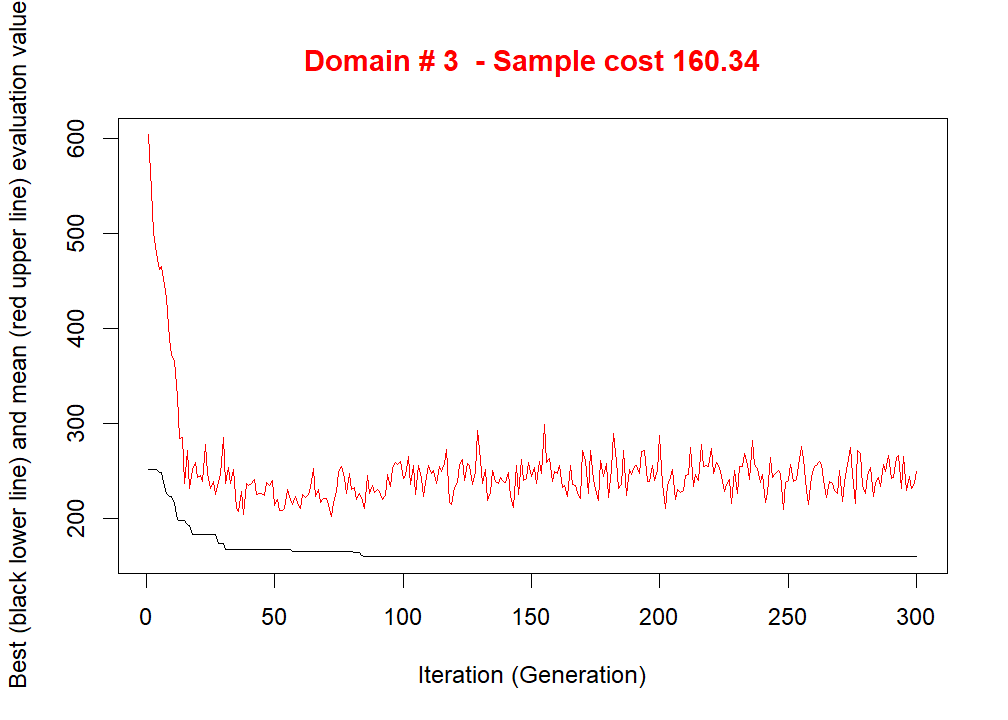 Domain # 3  - Sample cost 160.34
Best (black lower line) and mean (red upper line) evaluation value
600
500
400
300
200
0 50 100 150 200 250 300
Iteration (Generation)